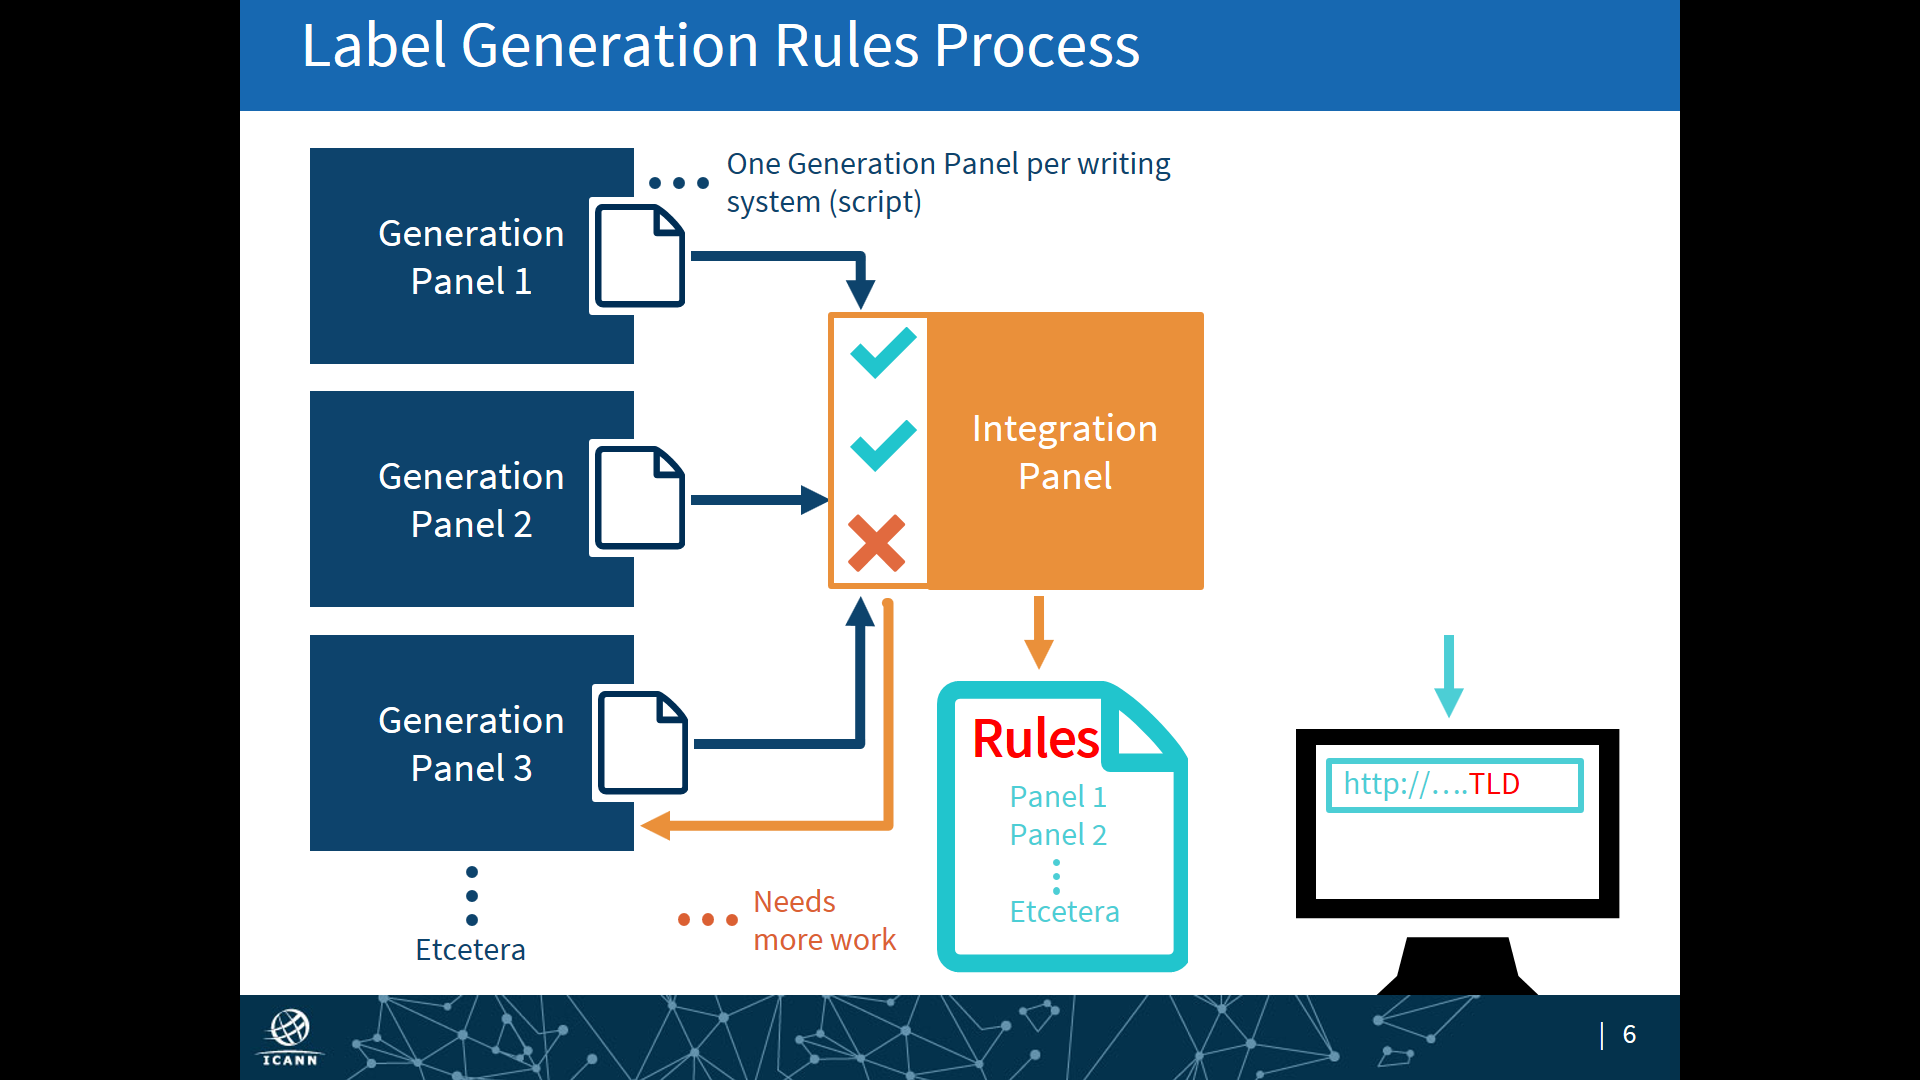 Label Generation Rules Process
One Generation Panel per writing
system (script)
Generation
Panel 1
Generation
Panel 2
Integration
Panel
Generation
Panel 3
Rules
Panel 1
Panel 2
Etcetera
http://....TLD
Needs
more work
Etcetera
ICANN
| 6